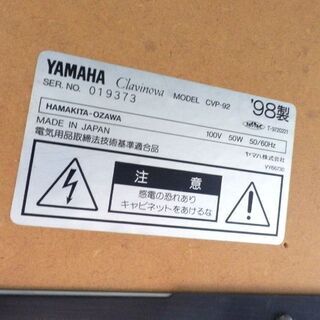 YAMAHA Clavinova MODEL CVP-92 '98製
SER. NO. 019373
HAMAKITA-OZAWA
MADE IN JAPAN 100V 50W 50/60Hz
電気用品取締法技術基準適合品 ヤマハ株式会社
注 意
感電の恐れあり
キャビネットをあけるな